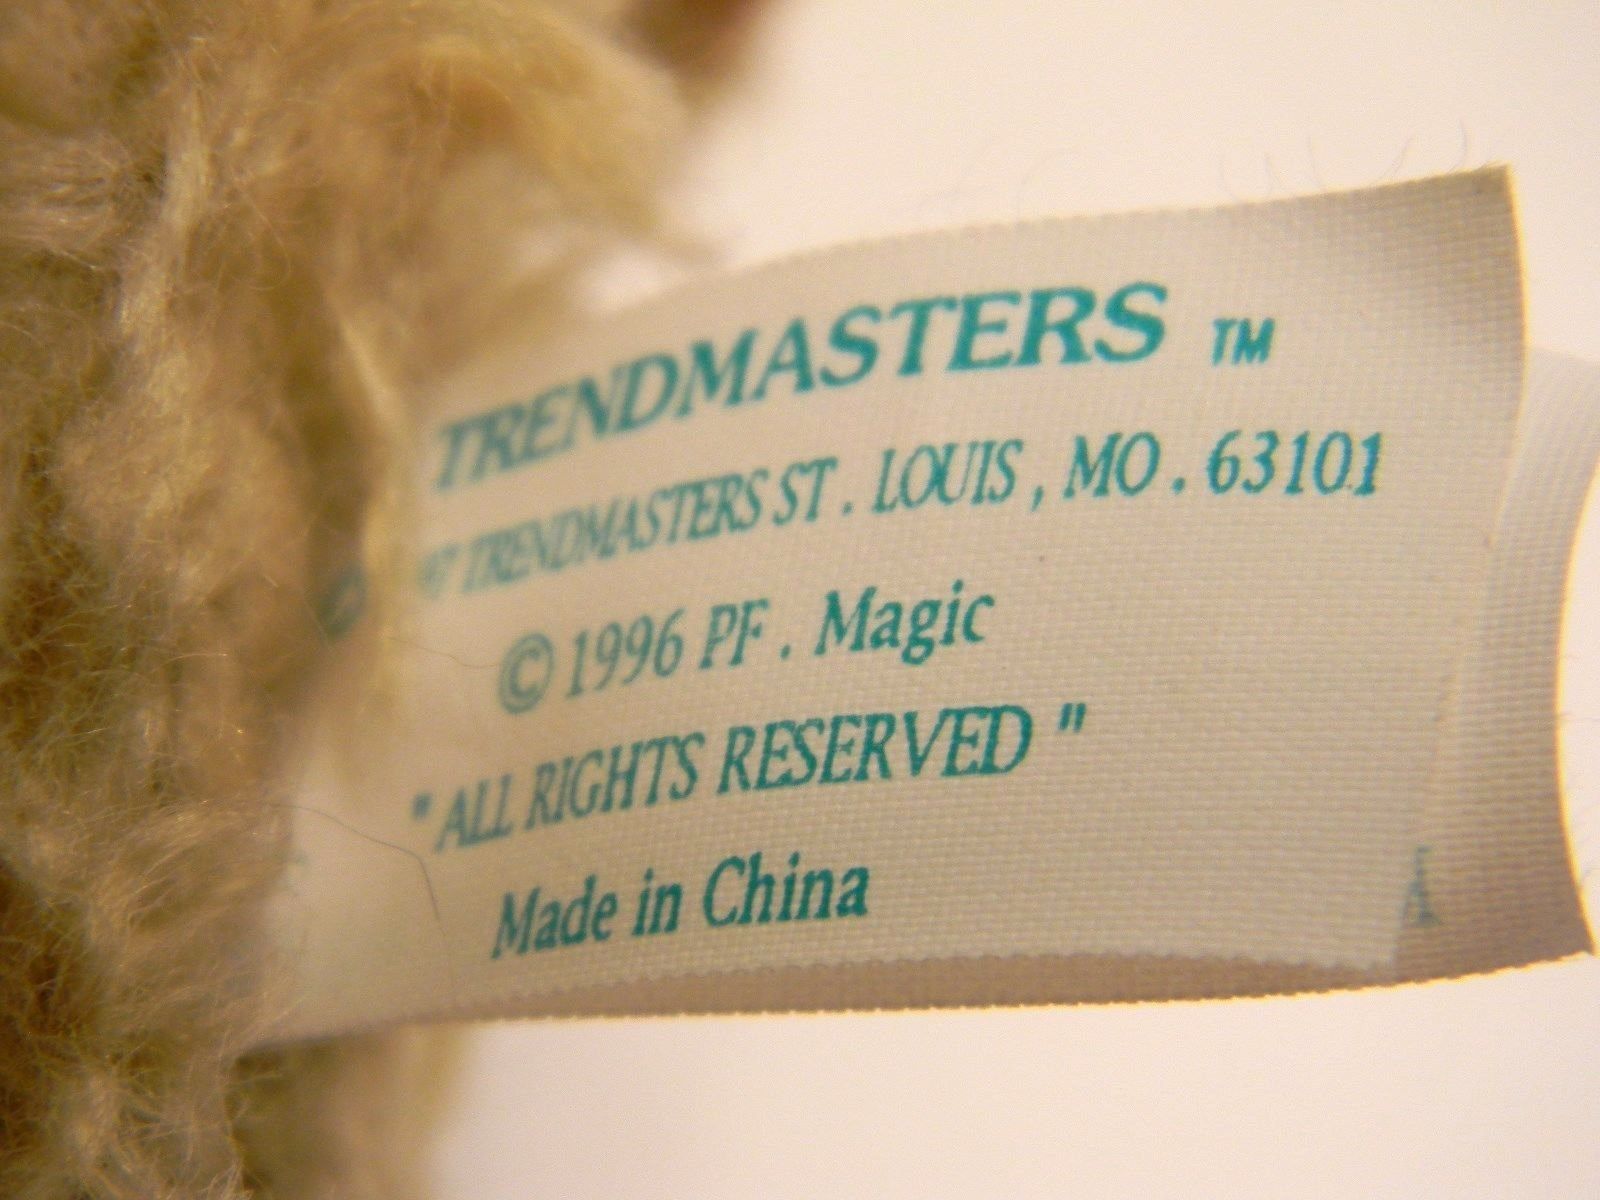 TRENDMASTERS TM
TRENDMASTERS ST . LOUIS , MO . 63101
© 1996 PF . Magic
" ALL RIGHTS RESERVED "
Made in China